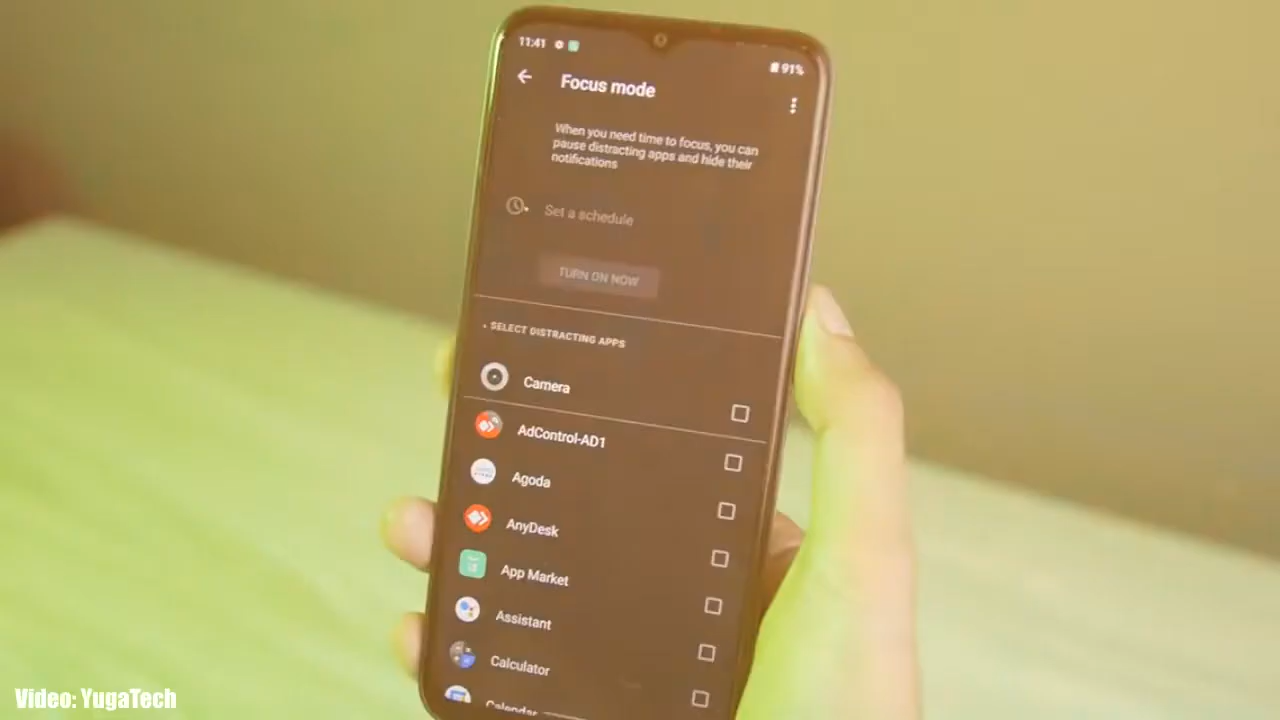 11:41
91%
Focus mode
When you need time to focus, you can
pause distracting apps and hide their
notifications
Set a schedule
TURN ON NOW
SELECT DISTRACTING APPS
Camera
AdControl-AD1
Agoda
AnyDesk
App Market
Assistant
Calculator
Calendar
Video: YugaTech